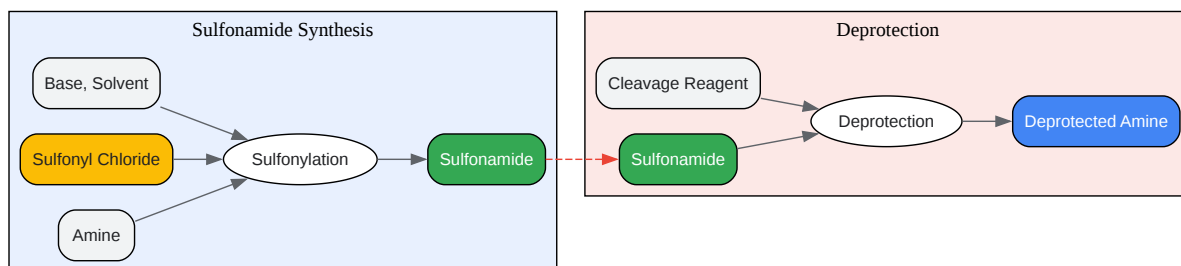 Sulfonamide Synthesis
Base, Solvent
Sulfonyl Chloride
Amine
Sulfonylation
Sulfonamide
Deprotection
Cleavage Reagent
Sulfonamide
Deprotection
Deprotected Amine